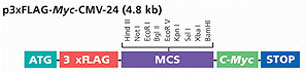 p3xFLAG-Myc-CMV-24 (4.8 kb)
Hind III
Not I
EcoR I
Bgl II
EcoR V
Kpn I
Sal I
Xba I
BamHI
ATG 3 xFLAG MCS C-Myc STOP